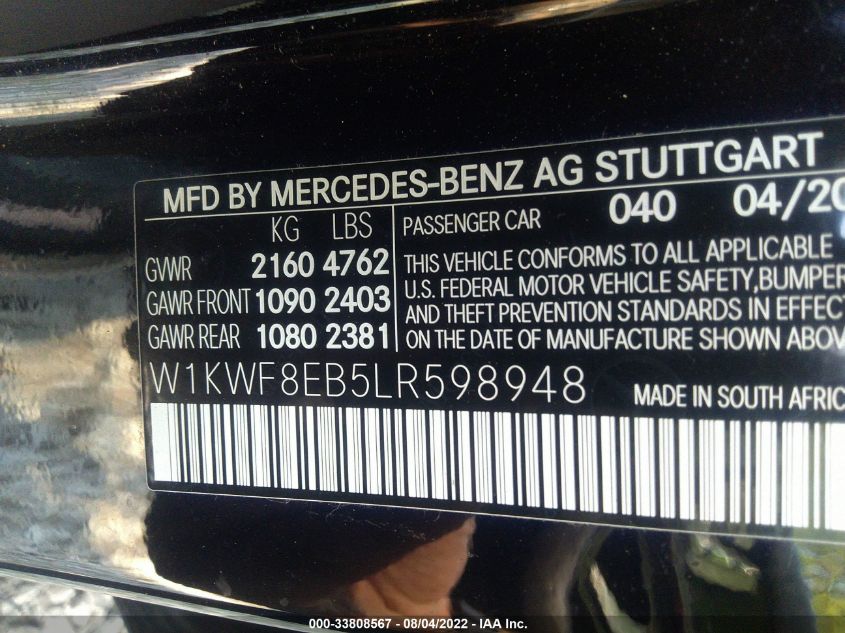 MFD BY MERCEDES-BENZ AG STUTTGART
KG LBS
GVWR 2160 4762
GAWR FRONT 1090 2403
GAWR REAR 1080 2381
PASSENGER CAR 040 04/20
THIS VEHICLE CONFORMS TO ALL APPLICABLE
U.S. FEDERAL MOTOR VEHICLE SAFETY,BUMPER
AND THEFT PREVENTION STANDARDS IN EFFECT
ON THE DATE OF MANUFACTURE SHOWN ABOV
W1KWF8EB5LR598948 MADE IN SOUTH AFRIC
000-33808567 - 08/04/2022 - IAA Inc.